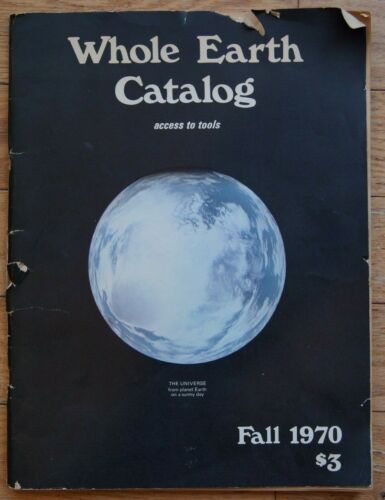 Whole Earth
Catalog
access to tools
THE UNIVERSE
from planet Earth
on a sunny day
Fall 1970
$3